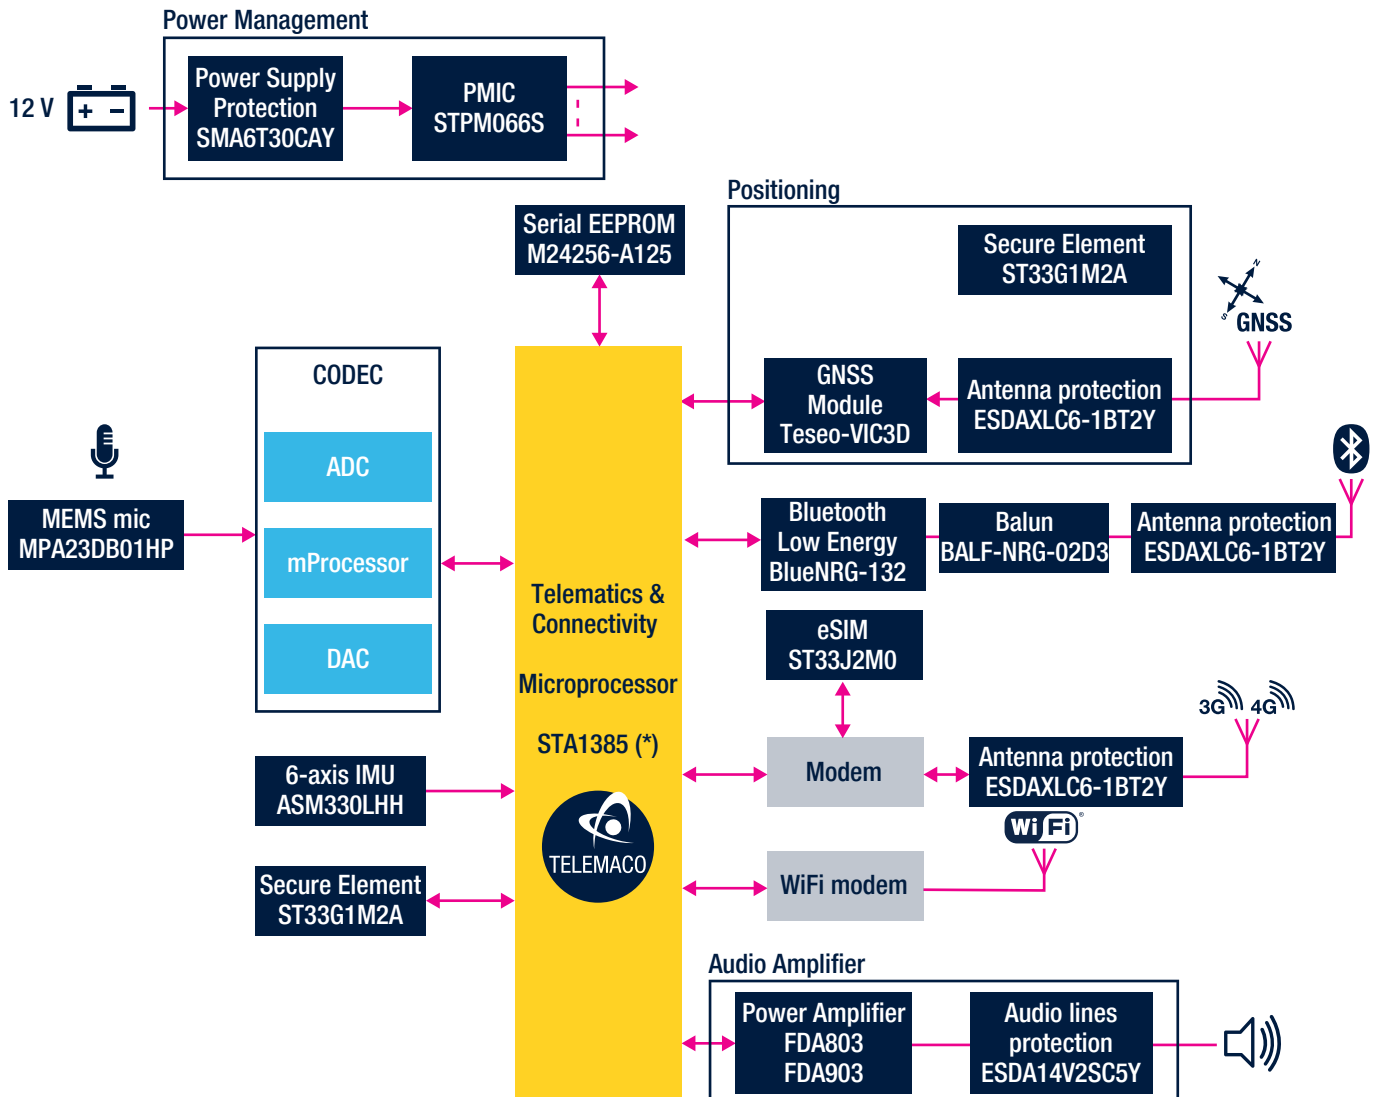 Power Management
12 V
+ −
Power Supply
Protection
SMA6T30CAY
PMIC
STPM066S
Positioning
Serial EEPROM
M24256-A125
Secure Element
ST33G1M2A
N
S
GNSS
CODEC
ADC
mProcessor
DAC
GNSS
Module
Teseo-VIC3D
Antenna protection
ESDAXLC6-1BT2Y
MEMS mic
MPA23DB01HP
Bluetooth
Low Energy
BlueNRG-132
Balun
BALF-NRG-02D3
Antenna protection
ESDAXLC6-1BT2Y
Telematics &
Connectivity
Microprocessor
STA1385 (*)
TELEMACO
eSIM
ST33J2M0
Modem
Antenna protection
ESDAXLC6-1BT2Y
3G 4G
6-axis IMU
ASM330LHH
Wi Fi®
WiFi modem
Secure Element
ST33G1M2A
Audio Amplifier
Power Amplifier
FDA803
FDA903
Audio lines
protection
ESDA14V2SC5Y